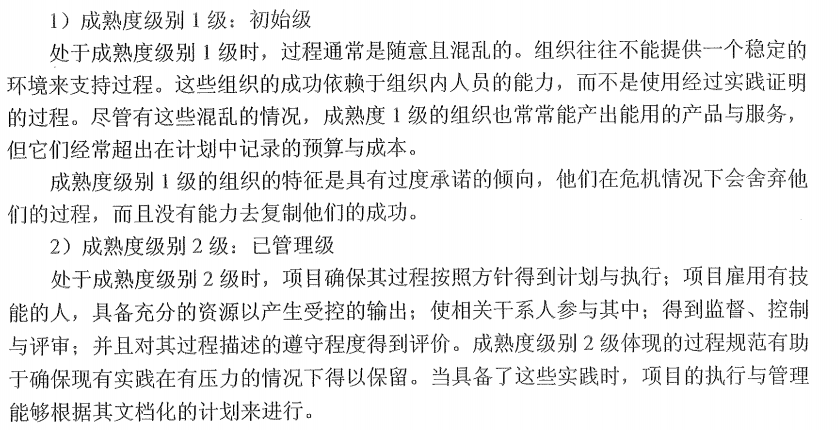 1）成熟度级别 1 级：初始级
处于成熟度级别 1 级时，过程通常是随意且混乱的。组织往往不能提供一个稳定的
环境来支持过程。这些组织的成功依赖于组织内人员的能力，而不是使用经过实践证明
的过程。尽管有这些混乱的情况，成熟度 1 级的组织也常常能产出能用的产品与服务，
但它们经常超出在计划中记录的预算与成本。
成熟度级别 1 级的组织的特征是具有过度承诺的倾向，他们在危机情况下会舍弃他
们的过程，而且没有能力去复制他们的成功。
2）成熟度级别 2 级：已管理级
处于成熟度级别 2 级时，项目确保其过程按照方针得到计划与执行；项目雇用有技
能的人，具备充分的资源以产生受控的输出；使相关干系人参与其中；得到监督、控制
与评审；并且对其过程描述的遵守程度得到评价。成熟度级别 2 级体现的过程规范有助
于确保现有实践在有压力的情况下得以保留。当具备了这些实践时，项目的执行与管理
能够根据其文档化的计划来进行。